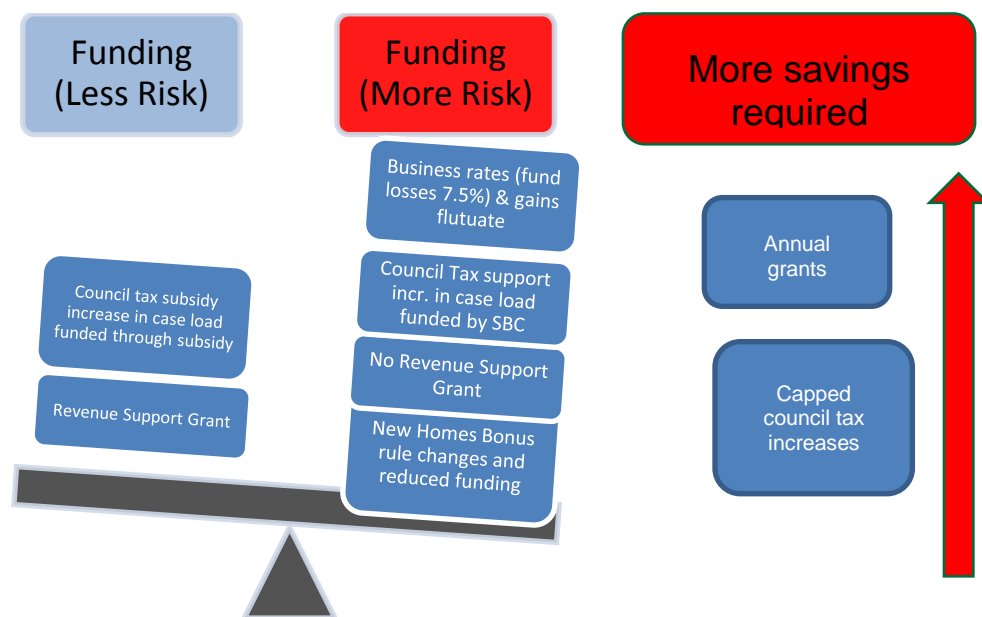 Funding
(Less Risk)
Funding
(More Risk)
More savings
required
Business rates (fund
losses 7.5%) & gains
flutuate
Council Tax support
incr. in case load
funded by SBC
No Revenue Support
Grant
New Homes Bonus
rule changes and
reduced funding
Council tax subsidy
increase in case load
funded through subsidy
Revenue Support Grant
Annual
grants
Capped
council tax
increases